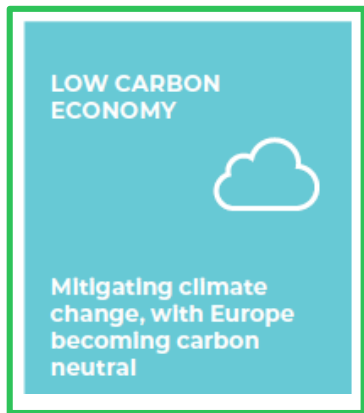 LOW CARBON
ECONOMY
Mitigating climate
change, with Europe
becoming carbon
neutral